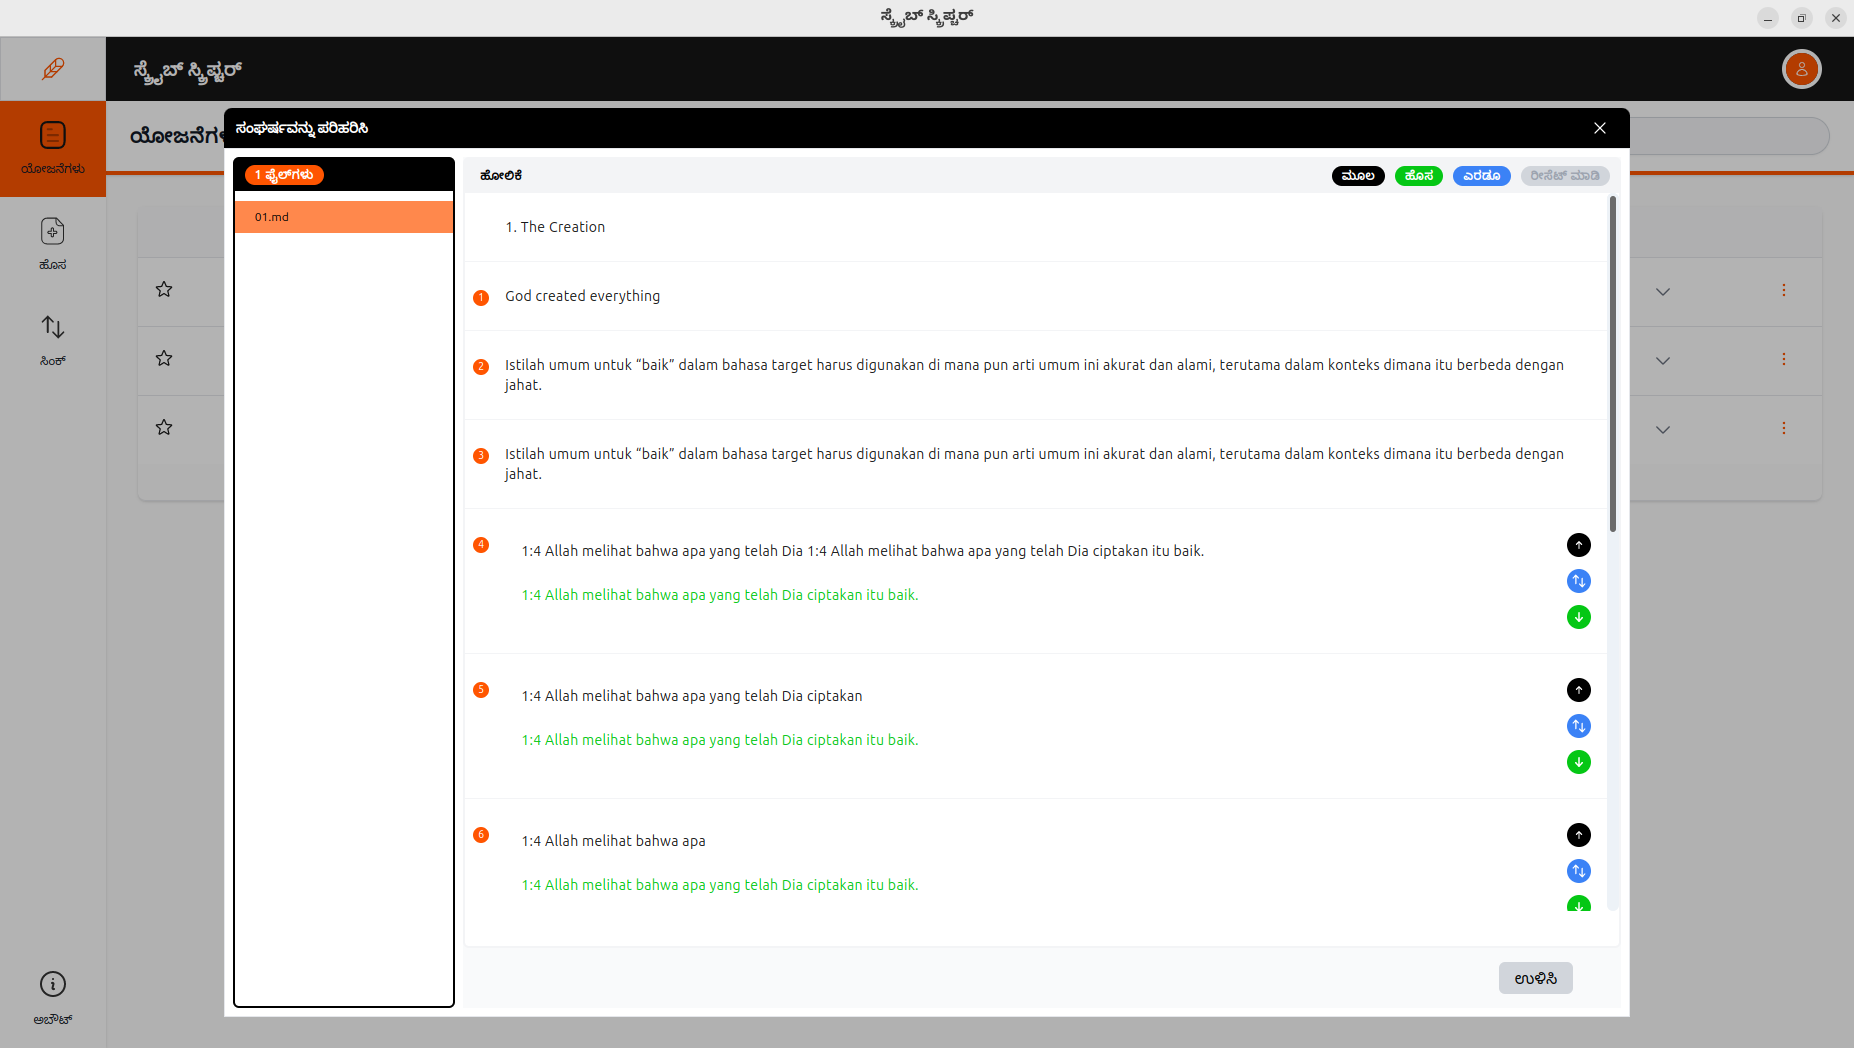 ಸ್ಕ್ರೈಬ್ ಸ್ಕ್ರಿಪ್ಚರ್
ಸ್ಕ್ರೈಬ್ ಸ್ಕ್ರಿಪ್ಚರ್
ಯೋಜನೆಗಳು
ಹೊಸ
ಸಿಂಕ್
ಅಬೌಟ್
ಸಂಘರ್ಷವನ್ನು ಪರಿಹರಿಸಿ
1 ಫೈಲ್‌ಗಳು
01.md
ಹೋಲಿಕೆ
ಮೂಲ
ಹೊಸ
ಎರಡೂ
ರೀಸೆಟ್ ಮಾಡಿ
1. The Creation
1 God created everything
2 Istilah umum untuk “baik” dalam bahasa target harus digunakan di mana pun arti umum ini akurat dan alami, terutama dalam konteks dimana itu berbeda dengan
jahat.
3 Istilah umum untuk “baik” dalam bahasa target harus digunakan di mana pun arti umum ini akurat dan alami, terutama dalam konteks dimana itu berbeda dengan
jahat.
4 1:4 Allah melihat bahwa apa yang telah Dia 1:4 Allah melihat bahwa apa yang telah Dia ciptakan itu baik.
1:4 Allah melihat bahwa apa yang telah Dia ciptakan itu baik.
5 1:4 Allah melihat bahwa apa yang telah Dia ciptakan
1:4 Allah melihat bahwa apa yang telah Dia ciptakan itu baik.
6 1:4 Allah melihat bahwa apa
1:4 Allah melihat bahwa apa yang telah Dia ciptakan itu baik.
ಉಳಿಸಿ